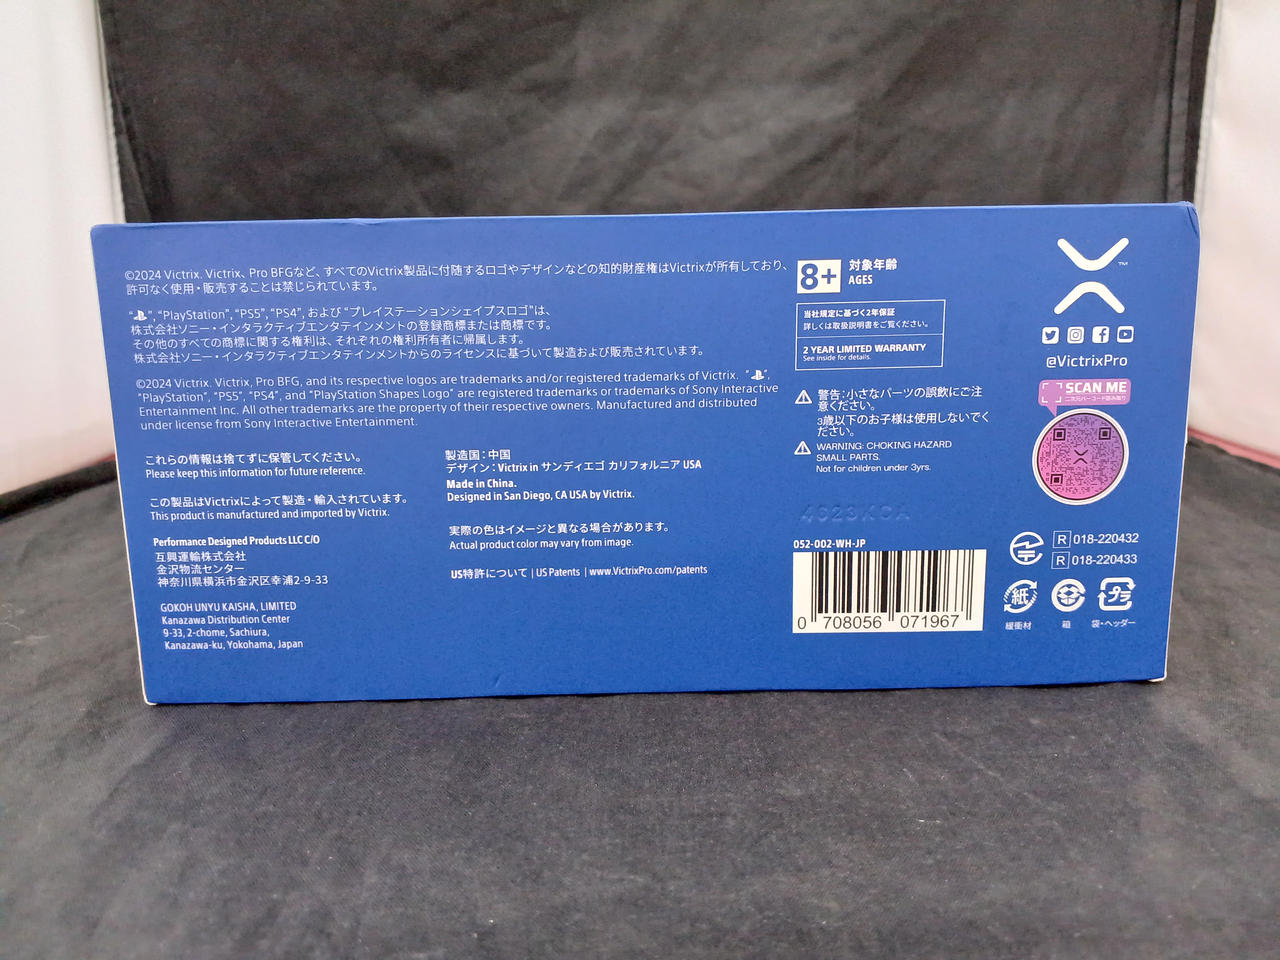 ©2024 Victrix. Victrix、Pro BFGなど、すべてのVictrix製品に付随するロゴやデザインなどの知的財産権はVictrixが所有しており、
許可なく使用・販売することは禁じられています。
“ ”, “PlayStation”, “PS5”, “PS4”, および “プレイステーションシェイプスロゴ”は、
株式会社ソニー・インタラクティブエンタテインメントの登録商標または商標です。
その他のすべての商標に関する権利は、それぞれの権利所有者に帰属します。
株式会社ソニー・インタラクティブエンタテインメントからのライセンスに基づいて製造および販売されています。
©2024 Victrix. Victrix, Pro BFG, and its respective logos are trademarks and/or registered trademarks of Victrix. “ ”,
“PlayStation”, “PS5”, “PS4”, and “PlayStation Shapes Logo” are registered trademarks or trademarks of Sony Interactive
Entertainment Inc. All other trademarks are the property of their respective owners. Manufactured and distributed
under license from Sony Interactive Entertainment.
これらの情報は捨てずに保管してください。
Please keep this information for future reference.
この製品はVictrixによって製造・輸入されています。
This product is manufactured and imported by Victrix.
Performance Designed Products LLC C/O
互興運輸株式会社
金沢物流センター
神奈川県横浜市金沢区幸浦2-9-33
GOKOH UNYU KAISHA, LIMITED
Kanazawa Distribution Center
9-33, 2-chome, Sachiura,
Kanazawa-ku, Yokohama, Japan
製造国：中国
デザイン：Victrix in サンディエゴ カリフォルニア USA
Made in China.
Designed in San Diego, CA USA by Victrix.
実際の色はイメージと異なる場合があります。
Actual product color may vary from image.
US特許について | US Patents | www.VictrixPro.com/patents
8+ 対象年齢
AGES
当社規定に基づく2年保証
詳しくは取扱説明書をご覧ください。
2 YEAR LIMITED WARRANTY
See inside for details.
警告：小さなパーツの誤飲にご注
意ください。
3歳以下のお子様は使用しないでく
ださい。
WARNING: CHOKING HAZARD
SMALL PARTS.
Not for children under 3yrs.
4323KCA
052-002-WH-JP
0 708056 071967
TM
@VictrixPro
SCAN ME
二次元バーコード読み取り
R 018-220432
R 018-220433
紙
プラ
緩衝材
箱
袋・ヘッダー